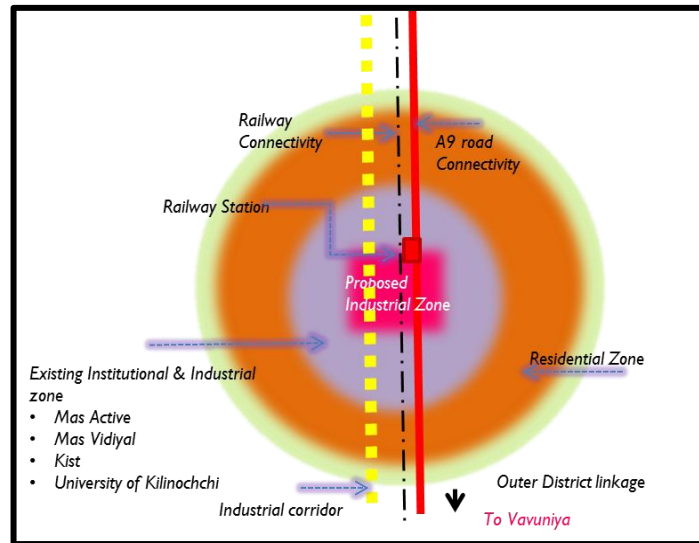 Railway
Connectivity
A9 road
Connectivity
Railway Station
Proposed
Industrial Zone
Residential Zone
Existing Institutional & Industrial
zone
• Mas Active
• Mas Vidiyal
• Kist
• University of Kilinochchi
Outer District linkage
Industrial corridor
To Vavuniya